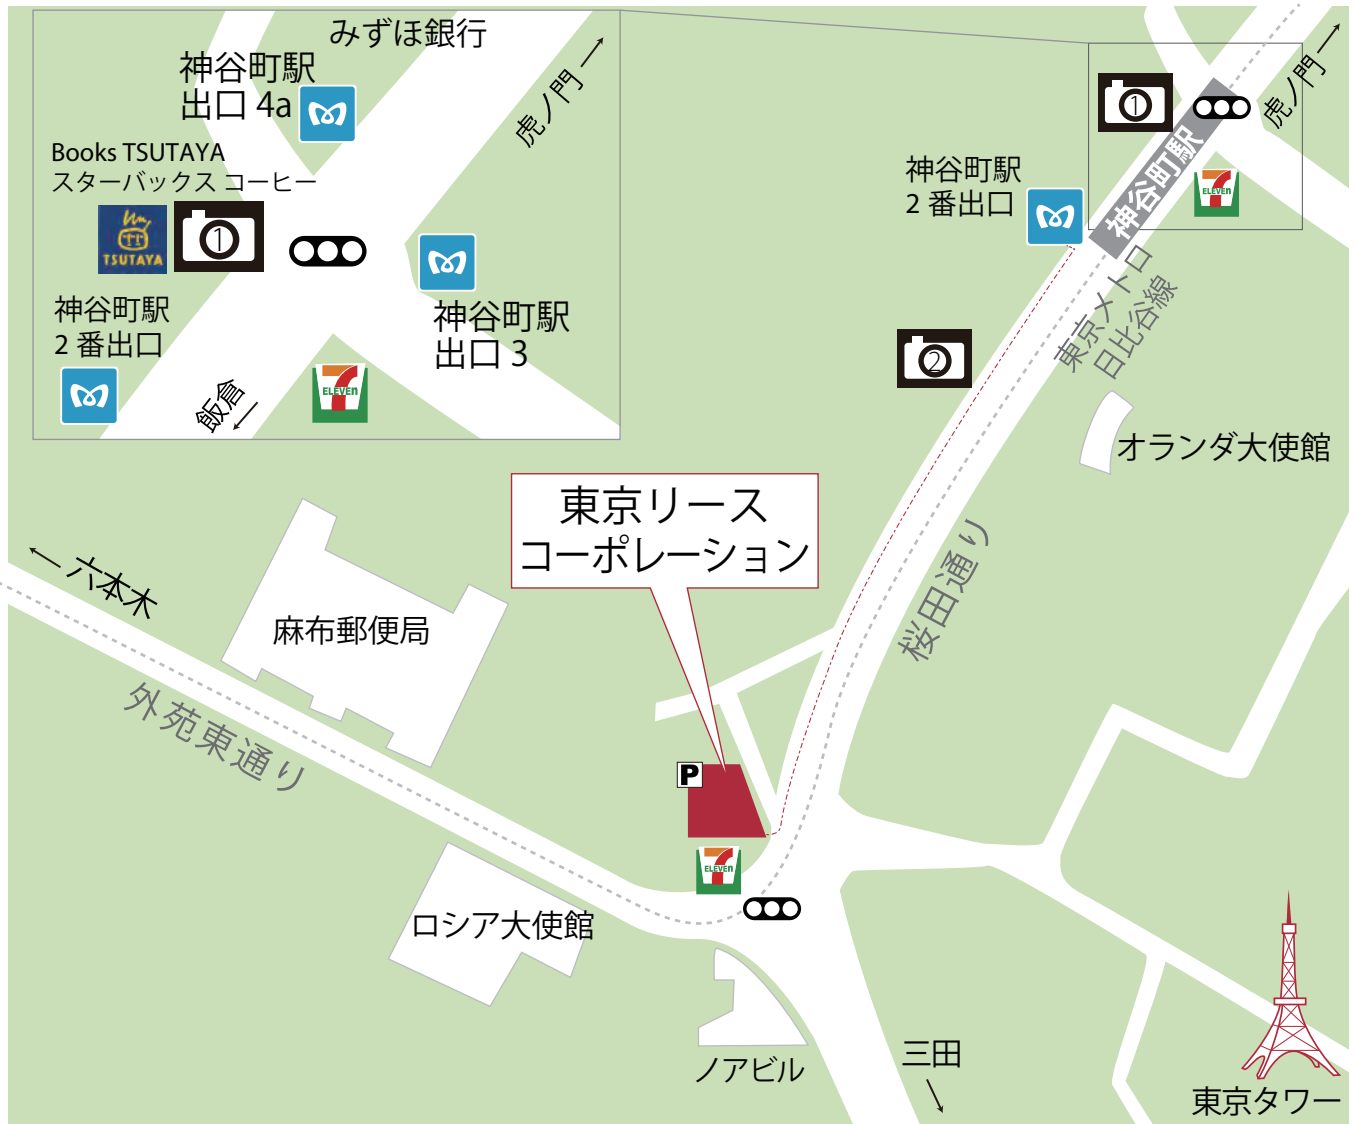 みずほ銀行
神谷町駅
出口 4a
虎ノ門
Books TSUTAYA
スターバックス コーヒー
TSUTAYA
1
神谷町駅
出口 3
神谷町駅
2 番出口
飯倉
7
ELEVEn
1
虎ノ門
神谷町駅
神谷町駅
2 番出口
7
ELEVEn
東京メトロ
日比谷線
2
オランダ大使館
東京リース
コーポレーション
桜田通り
六本木
麻布郵便局
外苑東通り
P
7
ELEVEn
ロシア大使館
ノアビル
三田
東京タワー